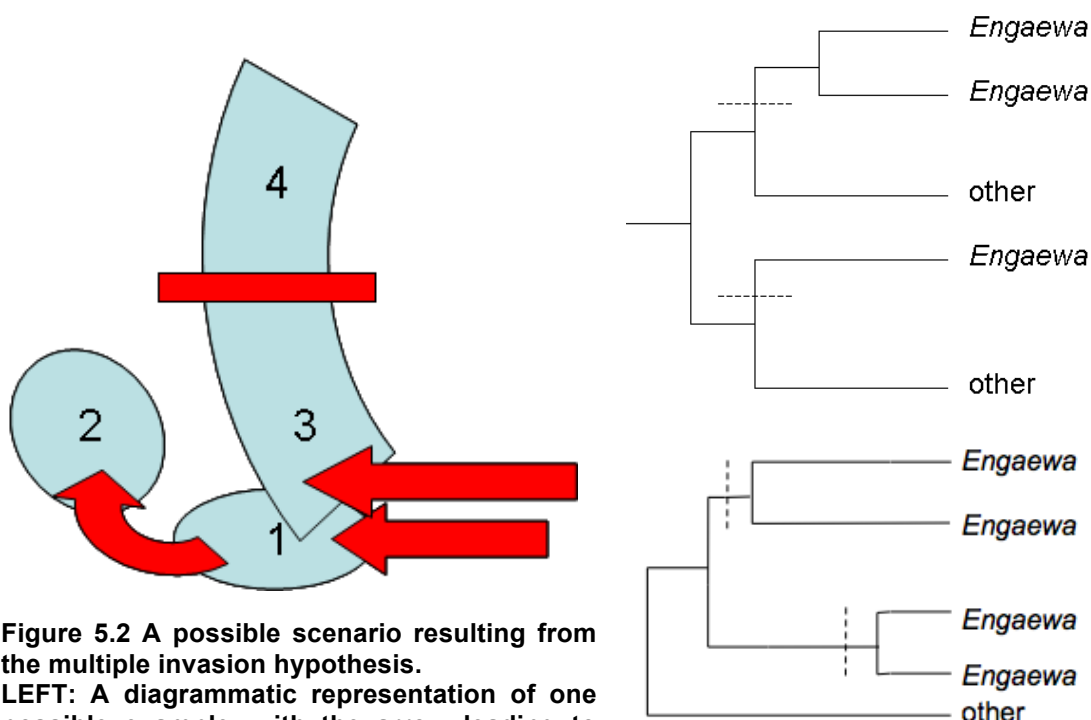 4
3
2
1
Figure 5.2 A possible scenario resulting from
the multiple invasion hypothesis.
LEFT: A diagrammatic representation of one
Engaewa
Engaewa
other
Engaewa
other
Engaewa
Engaewa
Engaewa
Engaewa
other